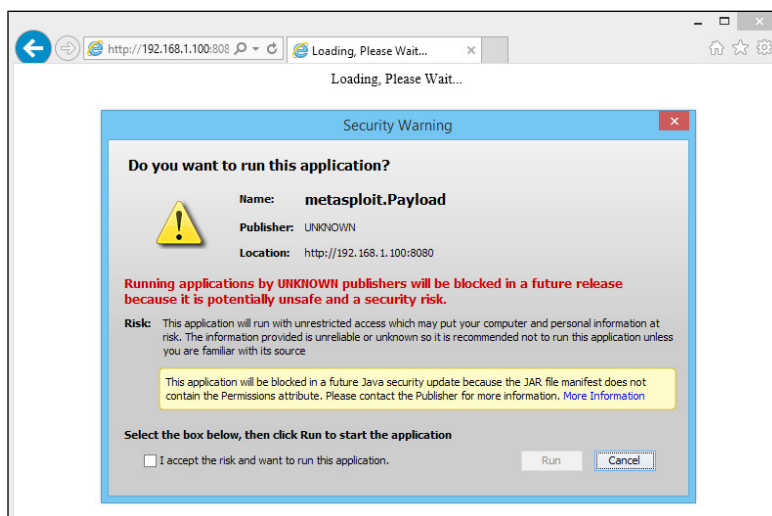 http://192.168.1.100:808
Loading, Please Wait...
Loading, Please Wait...
Security Warning
Do you want to run this application?
Name: metasploit.Payload
Publisher: UNKNOWN
Location: http://192.168.1.100:8080
Running applications by UNKNOWN publishers will be blocked in a future release
because it is potentially unsafe and a security risk.
Risk: This application will run with unrestricted access which may put your computer and personal information at
risk. The information provided is unreliable or unknown so it is recommended not to run this application unless
you are familiar with its source
This application will be blocked in a future Java security update because the JAR file manifest does not
contain the Permissions attribute. Please contact the Publisher for more information. More Information
Select the box below, then click Run to start the application
I accept the risk and want to run this application.
Run
Cancel